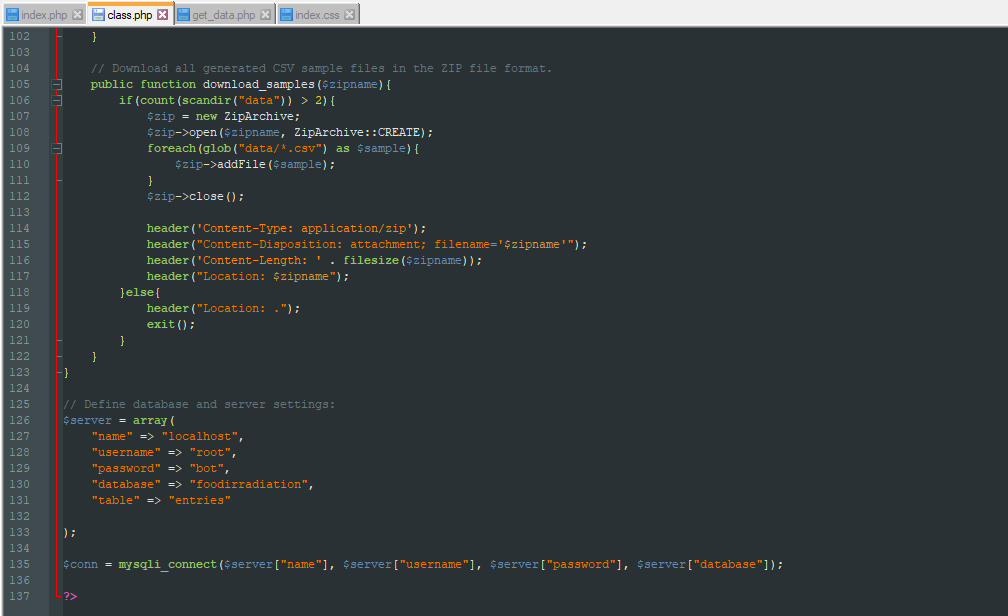 index.php class.php get_data.php index.css
102 }
103
104 // Download all generated CSV sample files in the ZIP file format.
105 public function download_samples($zipname){
106 if(count(scandir("data")) > 2){
107 $zip = new ZipArchive;
108 $zip->open($zipname, ZipArchive::CREATE);
109 foreach(glob("data/*.csv") as $sample){
110 $zip->addFile($sample);
111 }
112 $zip->close();
113
114 header('Content-Type: application/zip');
115 header("Content-Disposition: attachment; filename='$zipname'");
116 header('Content-Length: ' . filesize($zipname));
117 header("Location: $zipname");
118 }else{
119 header("Location: .");
120 exit();
121 }
122 }
123 }
124
125 // Define database and server settings:
126 $server = array(
127 "name" => "localhost",
128 "username" => "root",
129 "password" => "bot",
130 "database" => "foodirradiation",
131 "table" => "entries"
132
133 );
134
135 $conn = mysqli_connect($server["name"], $server["username"], $server["password"], $server["database"]);
136
137 ?>